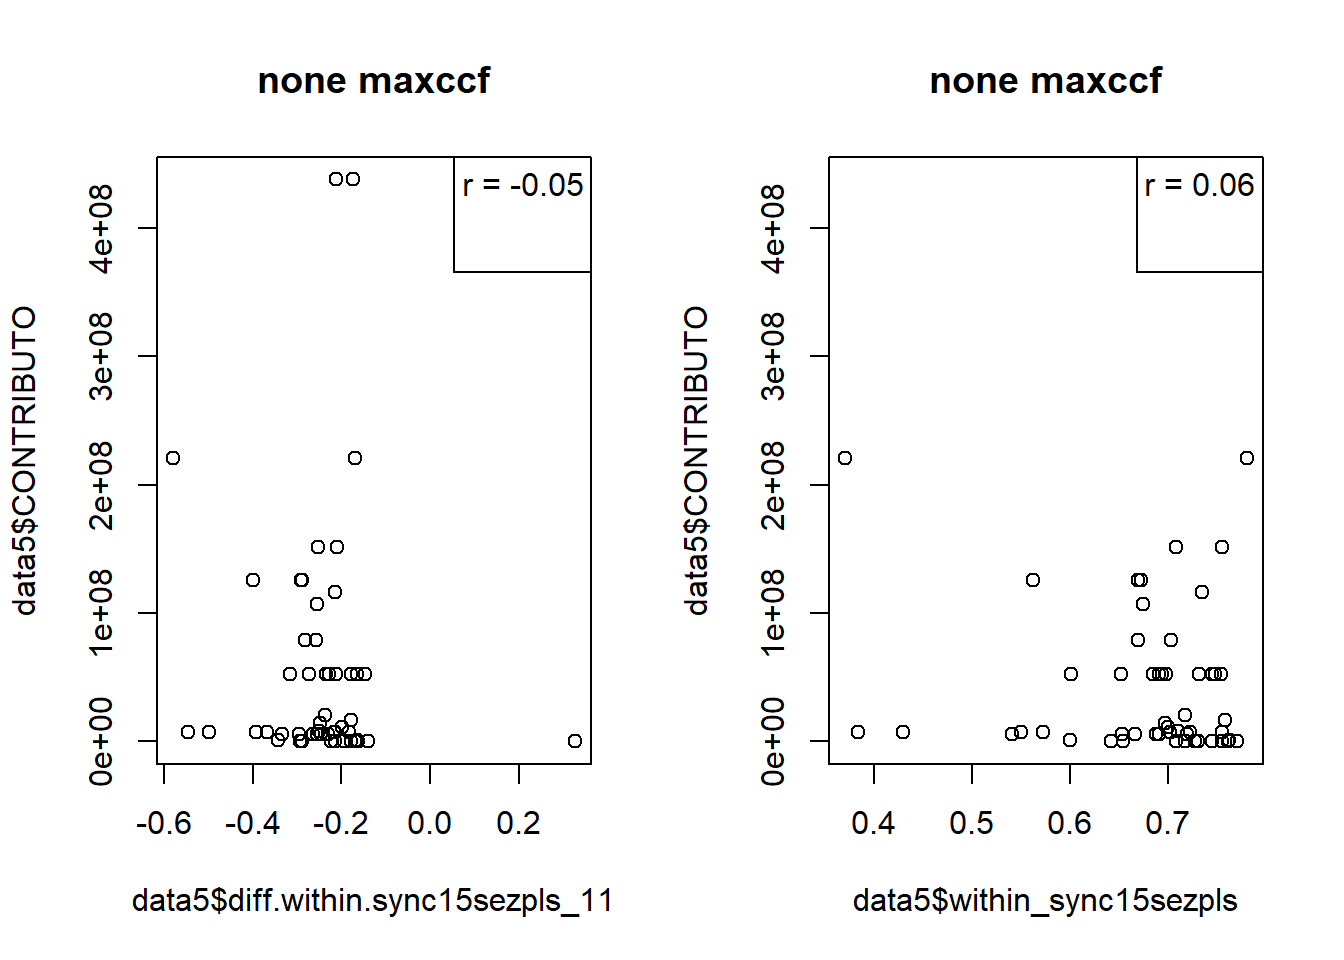 none maxccf
r = -0.05
data5$CONTRIBUTO
4e+08
3e+08
2e+08
1e+08
0e+00
-0.6 -0.4 -0.2 0.0 0.2
data5$diff.within.sync15sezpls_11
none maxccf
r = 0.06
data5$CONTRIBUTO
4e+08
3e+08
2e+08
1e+08
0e+00
0.4 0.5 0.6 0.7
data5$within_sync15sezpls